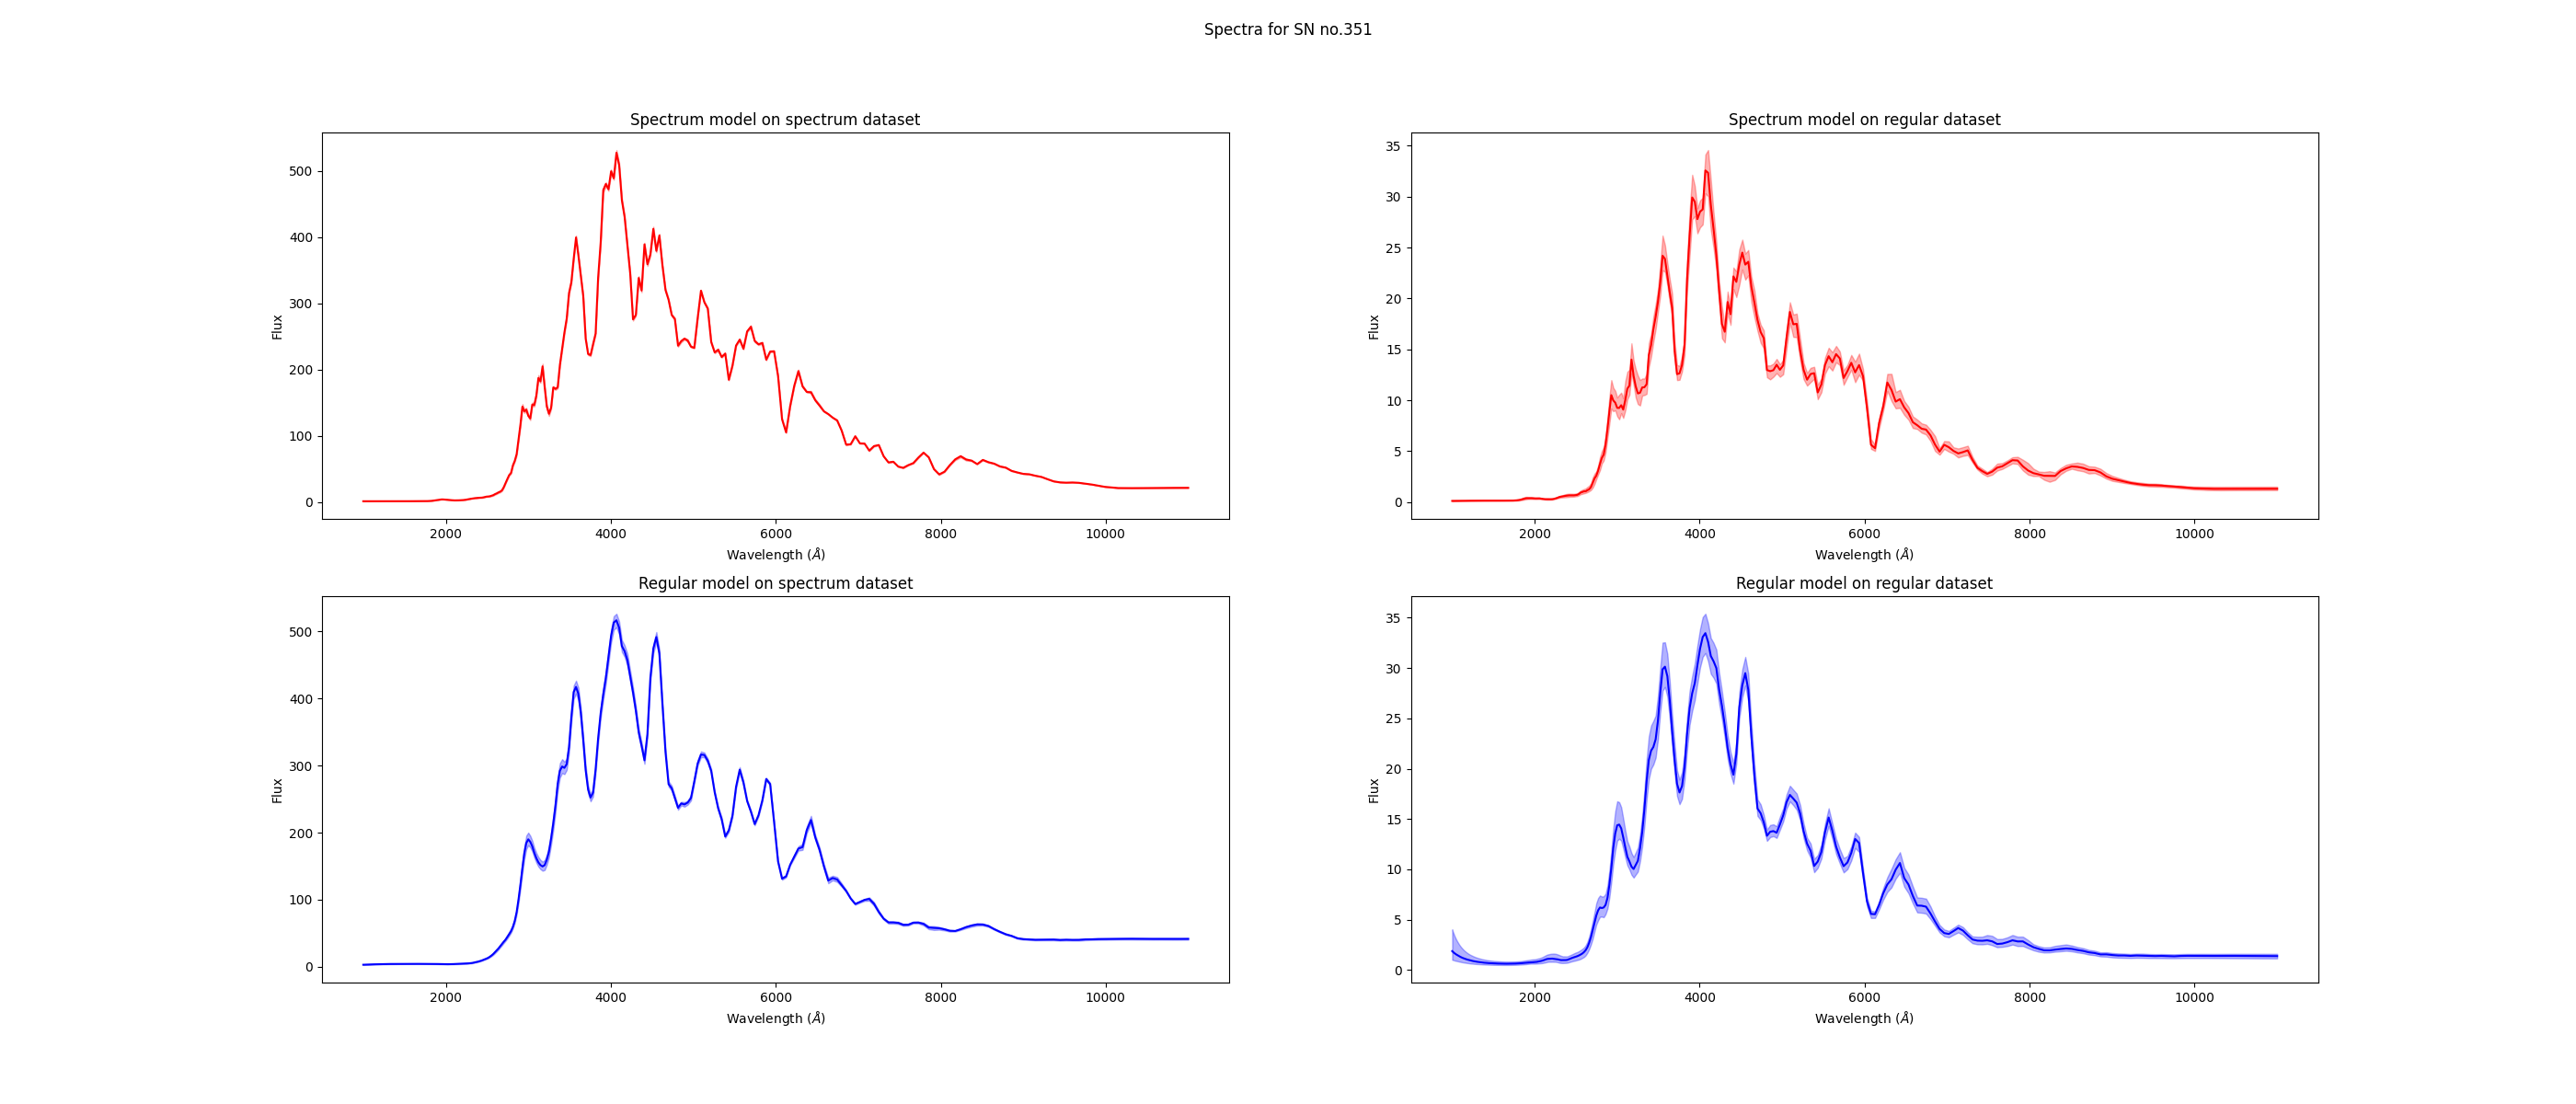 Spectra for SN no.351
Spectrum model on spectrum dataset
500
400
300
200
100
0
Flux
2000 4000 6000 8000 10000
Wavelength (Å)
Spectrum model on regular dataset
35
30
25
20
15
10
5
0
Flux
2000 4000 6000 8000 10000
Wavelength (Å)
Regular model on spectrum dataset
500
400
300
200
100
0
Flux
2000 4000 6000 8000 10000
Wavelength (Å)
Regular model on regular dataset
35
30
25
20
15
10
5
0
Flux
2000 4000 6000 8000 10000
Wavelength (Å)